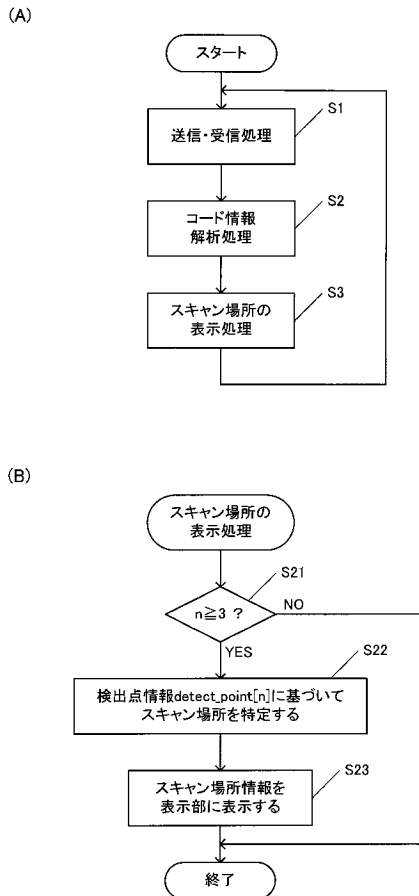 (A)
スタート
S1
送信・受信処理
S2
コード情報
解析処理
S3
スキャン場所の
表示処理
(B)
スキャン場所の
表示処理
S21
n≧3 ?
NO
YES
S22
検出点情報detect_point[n]に基づいて
スキャン場所を特定する
S23
スキャン場所情報を
表示部に表示する
終了